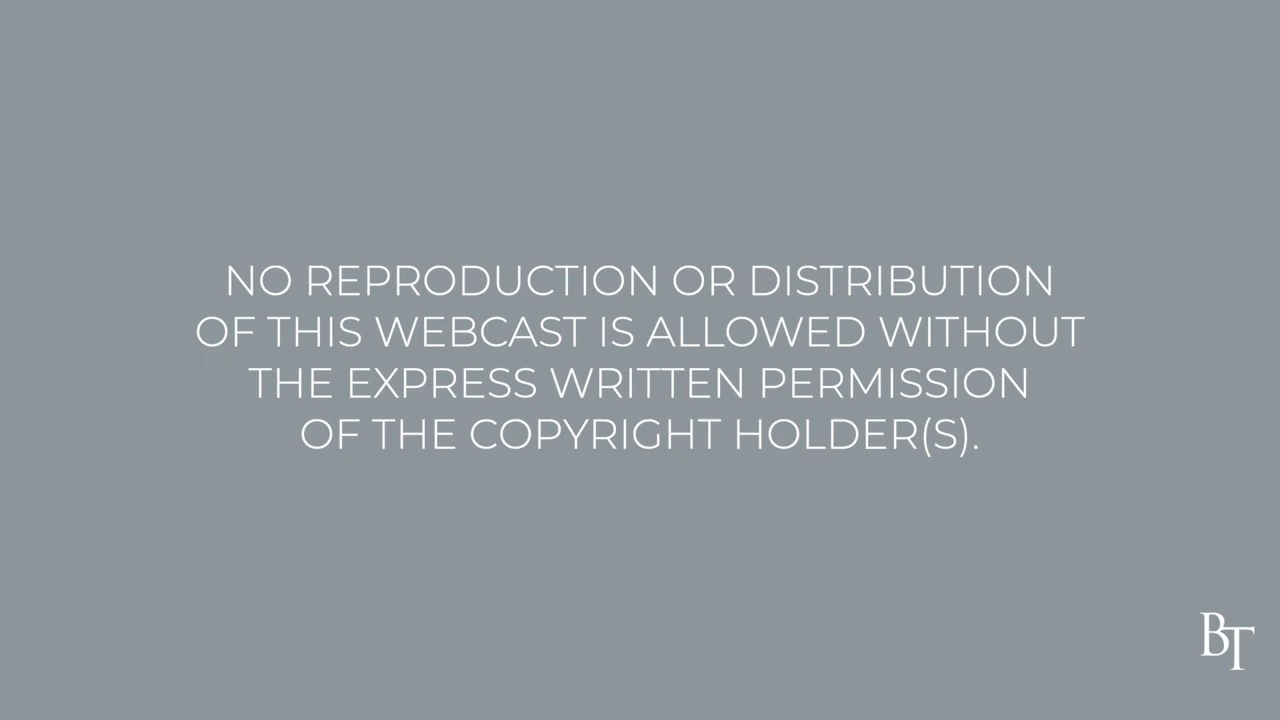 NO REPRODUCTION OR DISTRIBUTION
OF THIS WEBCAST IS ALLOWED WITHOUT
THE EXPRESS WRITTEN PERMISSION
OF THE COPYRIGHT HOLDER(S).
BT